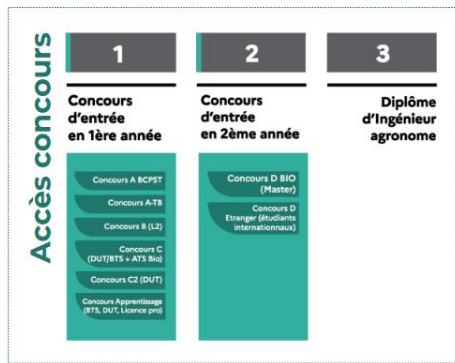 Accès concours
1
Concours
d'entrée
en 1ère année
Concours A BCPST
Concours A-TB
Concours B (L2)
Concours C
(DUT/BTS + ATS Bio)
Concours C2 (DUT)
Concours Apprentissage
(BTS, DUT, Licence pro)
2
Concours
d'entrée
en 2ème année
Concours D BIO
(Master)
Concours D
Etranger (étudiants
internationnaux)
3
Diplôme
d'Ingénieur
agronome